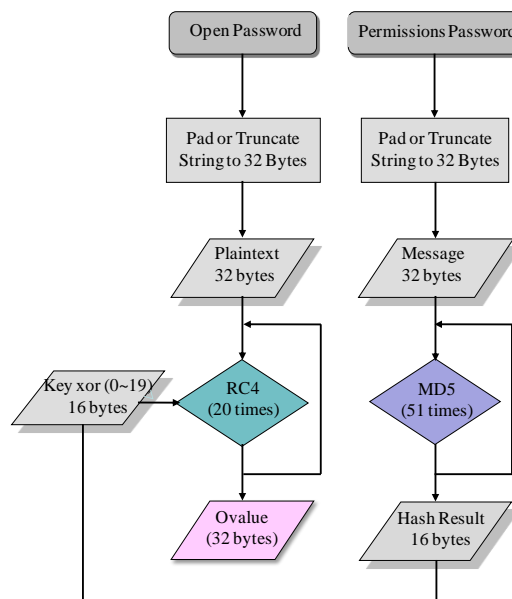 Open Password
Permissions Password
Pad or Truncate
String to 32 Bytes
Pad or Truncate
String to 32 Bytes
Plaintext
32 bytes
Message
32 bytes
Key xor (0~19)
16 bytes
RC4
(20 times)
MD5
(51 times)
Ovalue
(32 bytes)
Hash Result
16 bytes